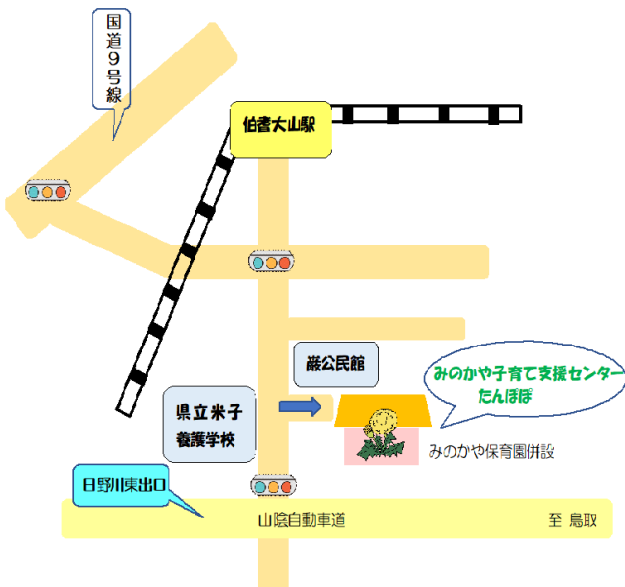 国道9号線
伯耆大山駅
巌公民館
みのかや子育て支援センター
たんぽぽ
県立米子
養護学校
みのかや保育園併設
日野川東出口
山陰自動車道
至 鳥取